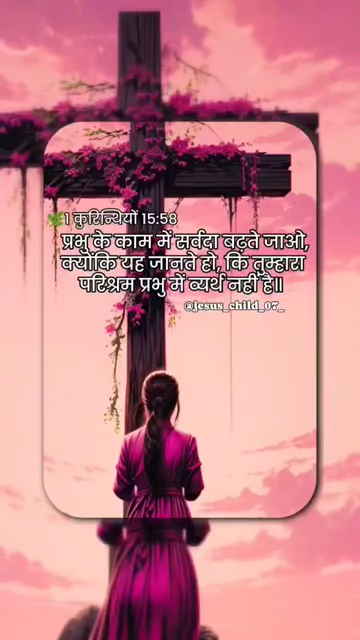 1 कुरिन्थियों 15:58
प्रभु के काम में सर्वदा बढ़ते जाओ,
क्योंकि यह जानते हो, कि तुम्हारा
परिश्रम प्रभु में व्यर्थ नहीं है॥
@jesus_child_07_